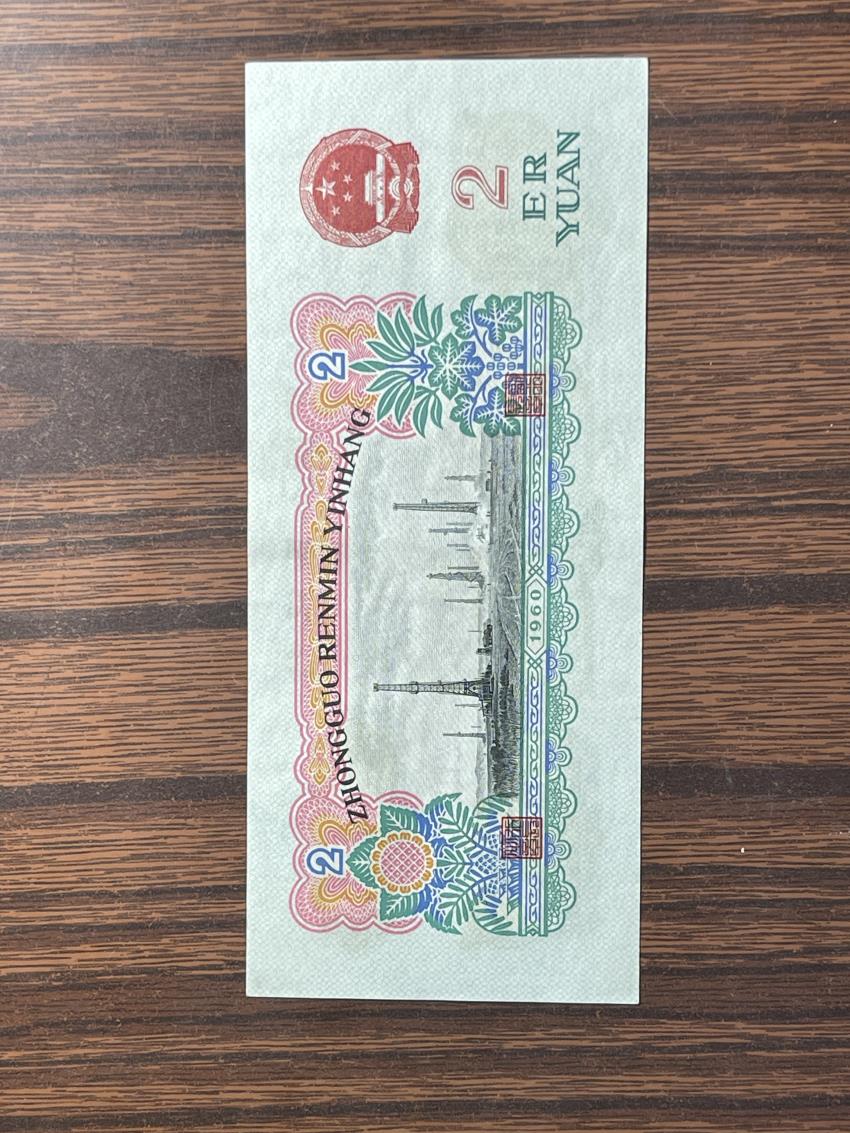 ZHONGGUO RENMIN YINHANG
2
2
2
ER
YUAN
1960